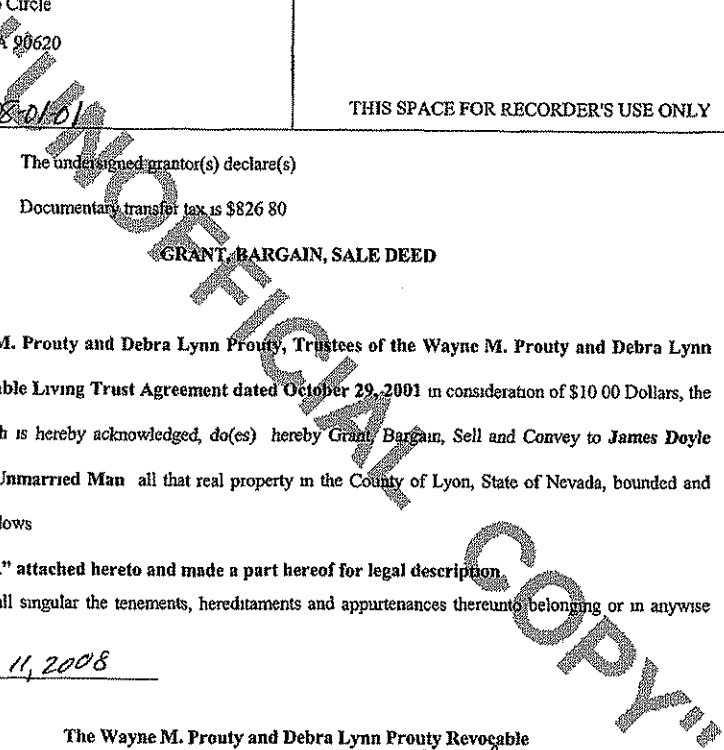 Circle
A 90620
8-01-01
THIS SPACE FOR RECORDER'S USE ONLY
The undersigned grantor(s) declare(s)
Documentary transfer tax is $826 80
GRANT, BARGAIN, SALE DEED
M. Prouty and Debra Lynn Prouty, Trustees of the Wayne M. Prouty and Debra Lynn
ble Living Trust Agreement dated October 29, 2001 in consideration of $10 00 Dollars, the
h is hereby acknowledged, do(es) hereby Grant, Bargain, Sell and Convey to James Doyle
Unmarried Man all that real property in the County of Lyon, State of Nevada, bounded and
lows
" attached hereto and made a part hereof for legal description
ll singular the tenements, hereditaments and appurtenances thereunto belonging or in anywise
11, 2008
The Wayne M. Prouty and Debra Lynn Prouty Revocable
"UNOFFICIAL COPY"